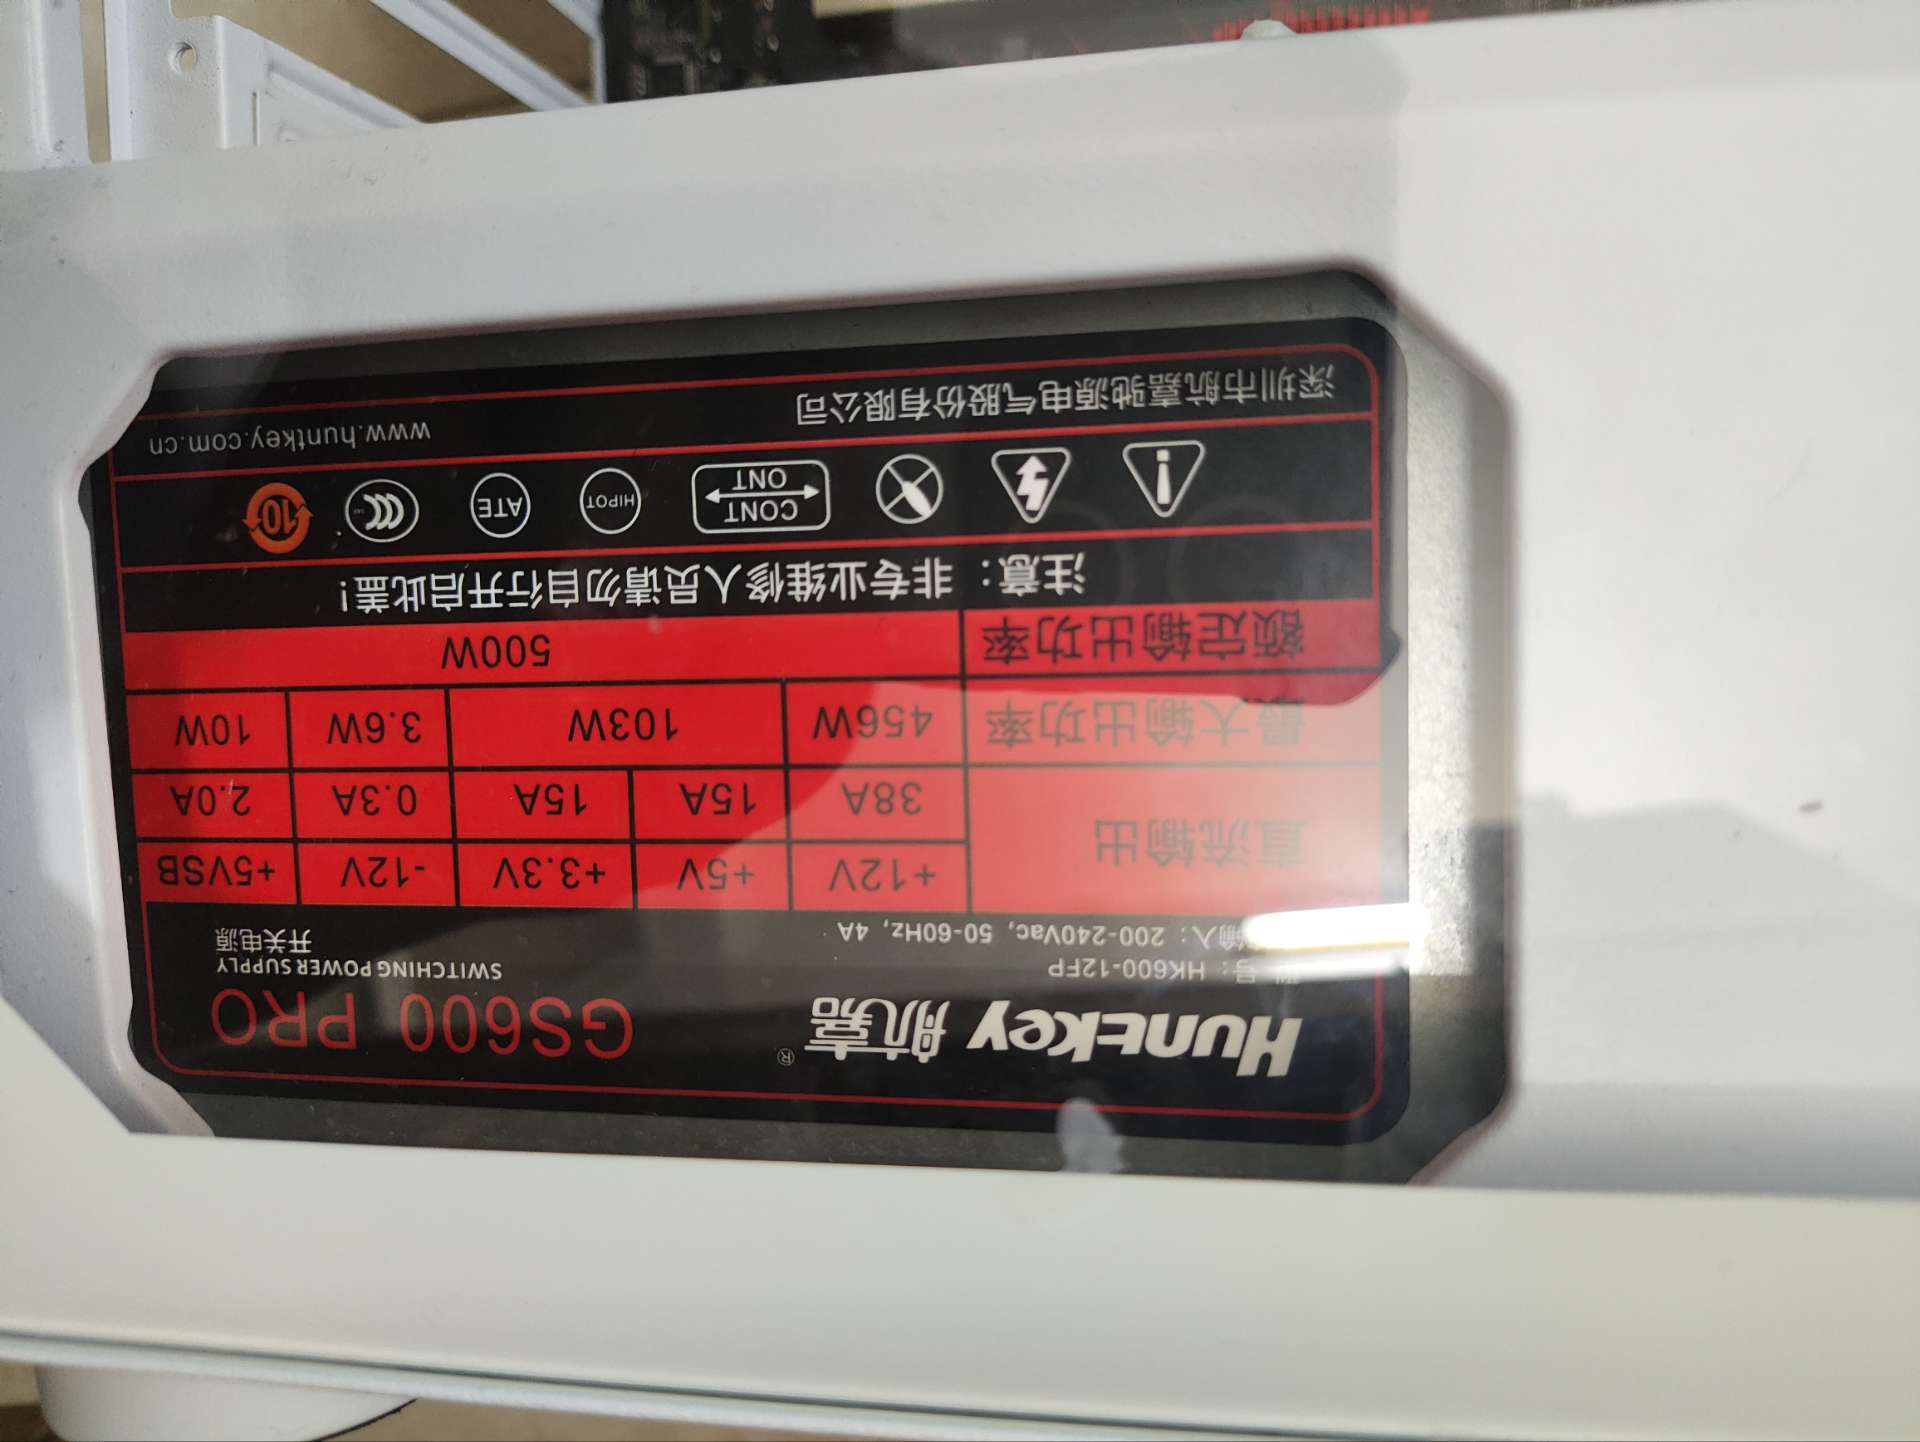 Huntkey 航嘉® GS600 PRO
型号：HK600-12FP SWITCHING POWER SUPPLY
输入：200-240Vac, 50-60Hz, 4A 开关电源
直流输出 +12V +5V +3.3V -12V +5VSB
38A 15A 15A 0.3A 2.0A
最大输出功率 456W 103W 3.6W 10W
额定输出功率 500W
注意：非专业维修人员请勿自行开启此盖！
CONT
ONT
HIPOT
ATE
CCC
10
深圳市航嘉驰源电气股份有限公司 www.huntkey.com.cn